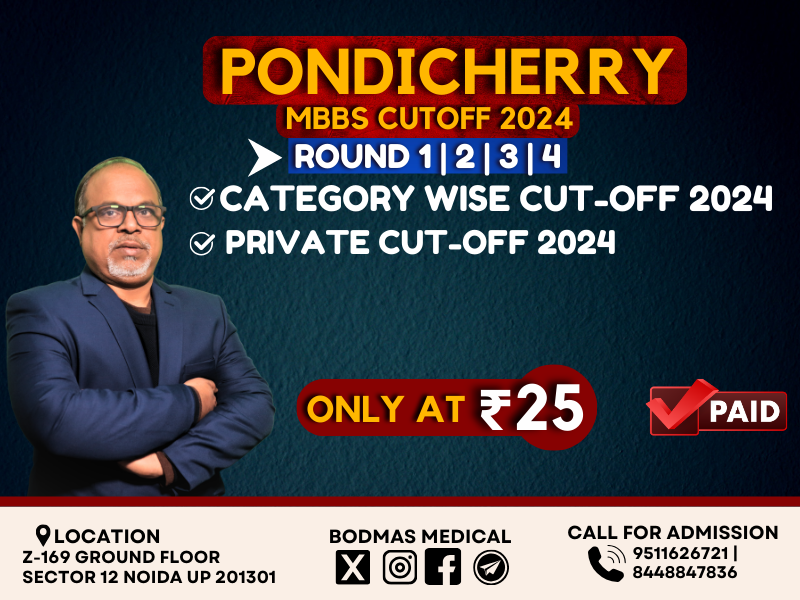 PONDICHERRY
MBBS CUTOFF 2024
ROUND 1 | 2 | 3 | 4
CATEGORY WISE CUT-OFF 2024
PRIVATE CUT-OFF 2024
ONLY AT ₹25
PAID
LOCATION
Z-169 GROUND FLOOR
SECTOR 12 NOIDA UP 201301
BODMAS MEDICAL
CALL FOR ADMISSION
9511626721 |
8448847836